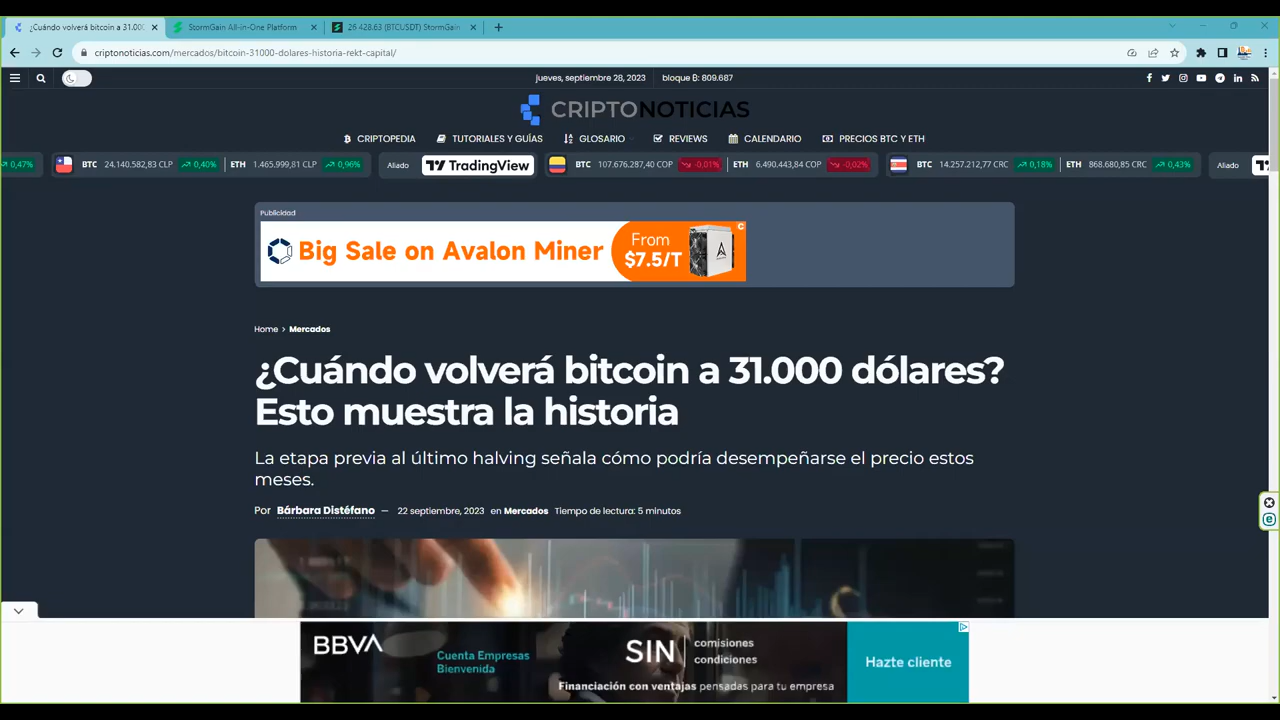 ¿Cuándo volverá bitcoin a 31.000
StormGain All-in-One Platform
26 428.63 (BTCUSDT) StormGain
criptonoticias.com/mercados/bitcoin-31000-dolares-historia-rekt-capital/
jueves, septiembre 28, 2023 bloque ₿: 809.687
CRIPTONOTICIAS
CRIPTOPEDIA TUTORIALES Y GUÍAS GLOSARIO REVIEWS CALENDARIO PRECIOS BTC Y ETH
0,47% BTC 24.140.582,83 CLP 0,40% ETH 1.465.999,81 CLP 0,96% Aliado TradingView BTC 107.676.287,40 COP -0,01% ETH 6.490.443,84 COP -0,02% BTC 14.257.212,77 CRC 0,18% ETH 868.680,85 CRC 0,43% Aliado
Publicidad
Big Sale on Avalon Miner
From
$7.5/T
Home > Mercados
¿Cuándo volverá bitcoin a 31.000 dólares?
Esto muestra la historia
La etapa previa al último halving señala cómo podría desempeñarse el precio estos
meses.
Por Bárbara Distéfano — 22 septiembre, 2023 en Mercados Tiempo de lectura: 5 minutos
BBVA
Cuenta Empresas
Bienvenida
SIN
comisiones
condiciones
Financiación con ventajas pensadas para tu empresa
Hazte cliente